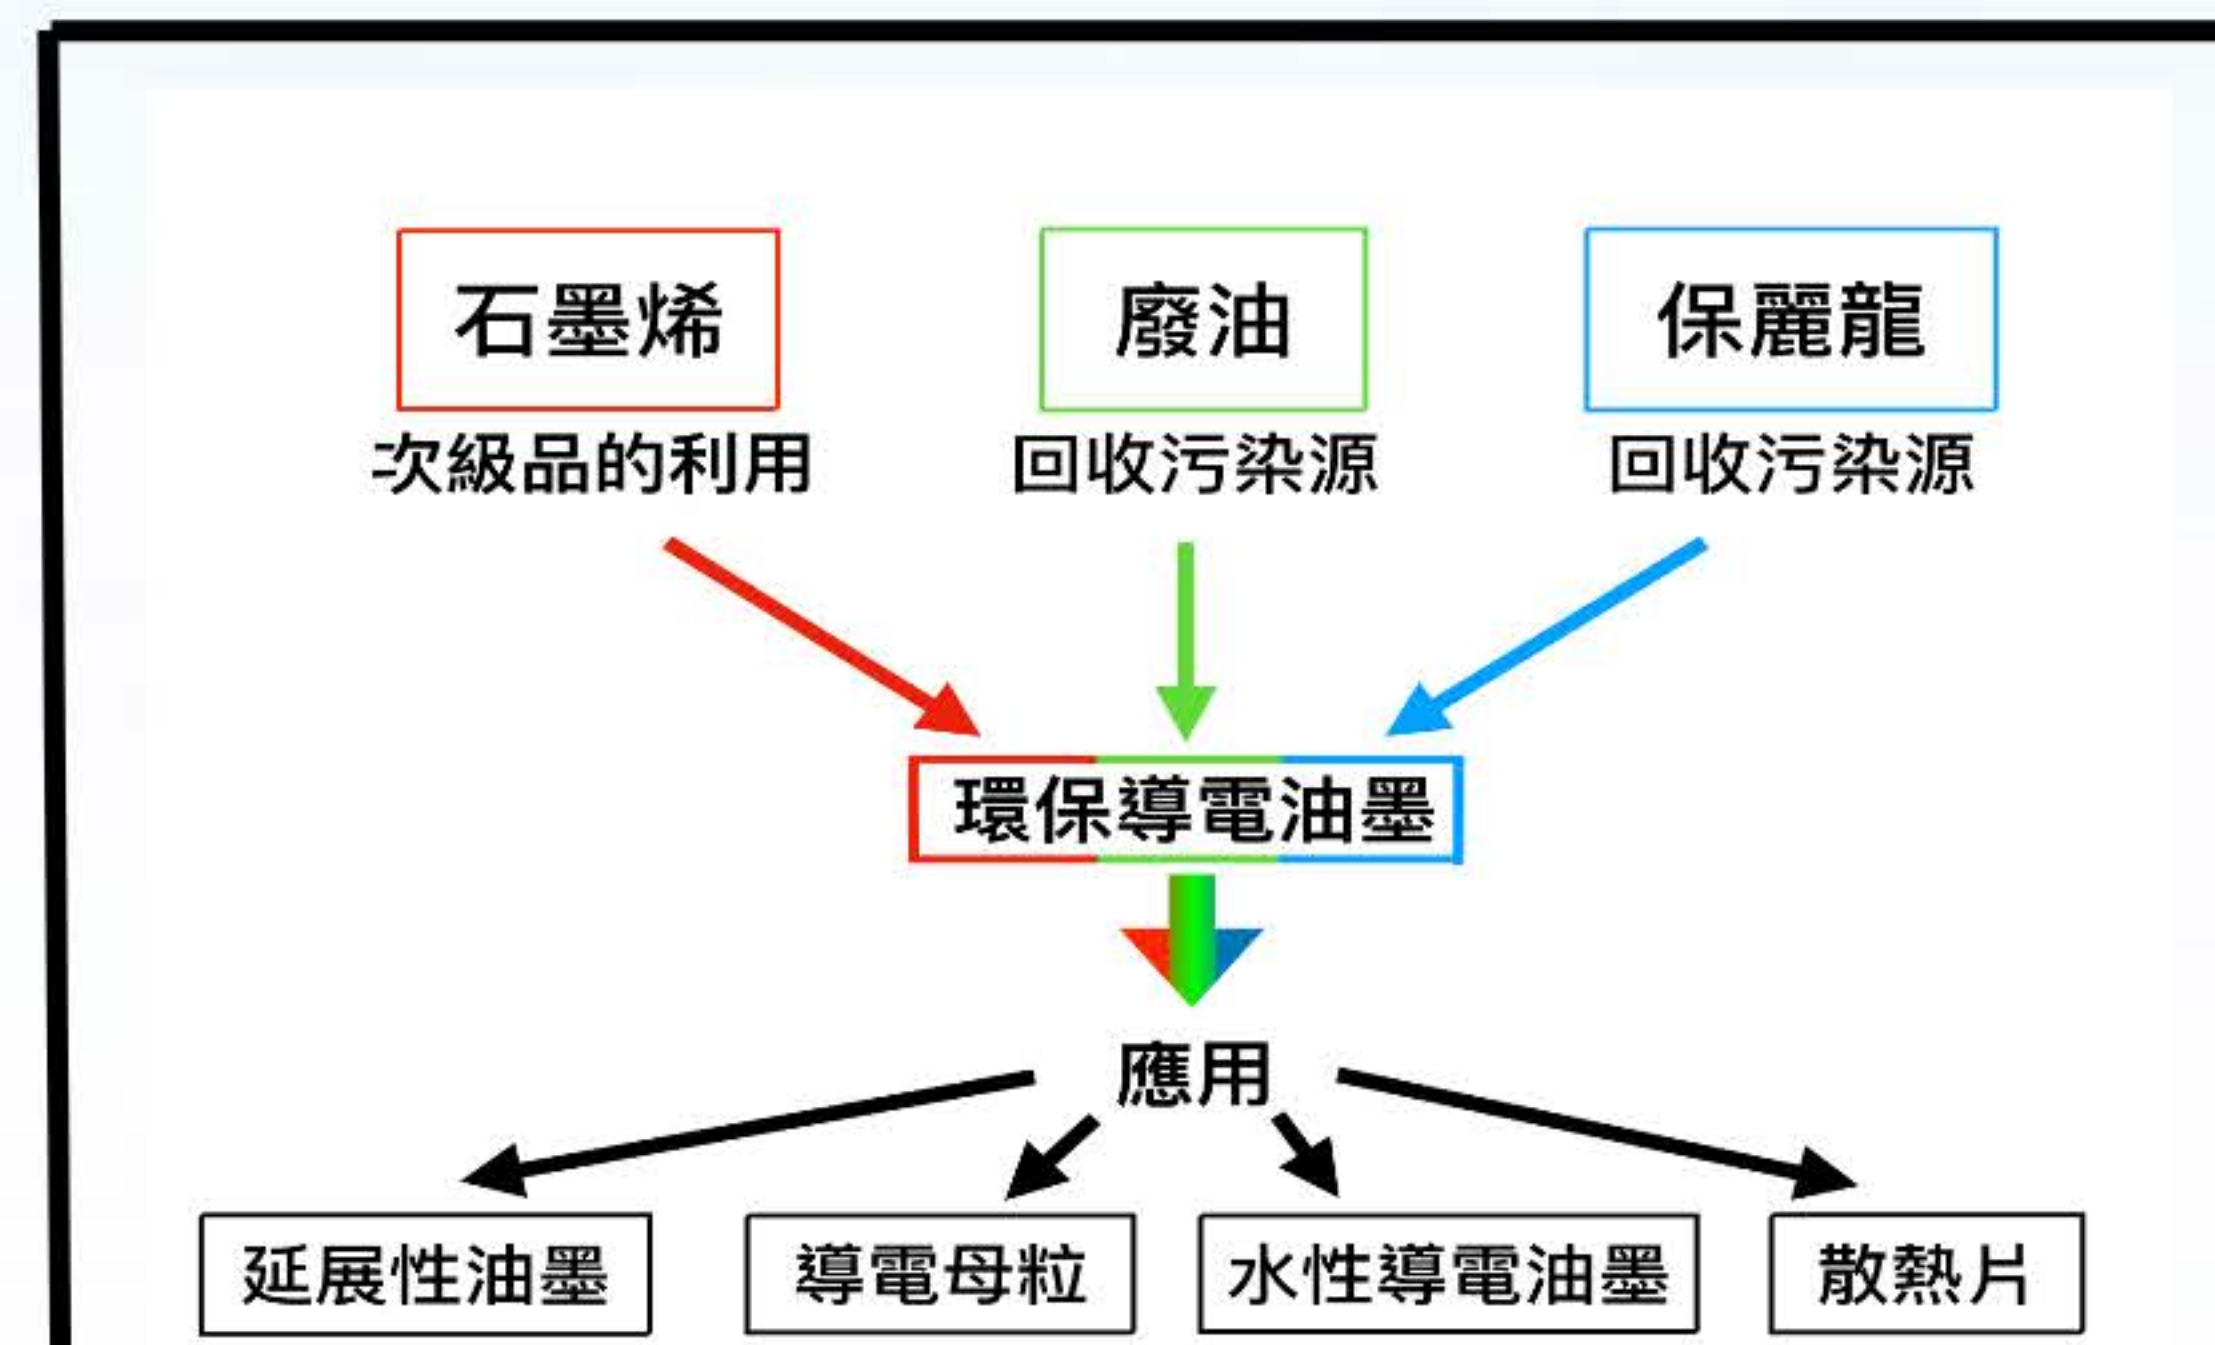 石墨烯
廢油
保麗龍
次級品的利用
回收污染源
回收污染源
環保導電油墨
應用
延展性油墨
導電母粒
水性導電油墨
散熱片